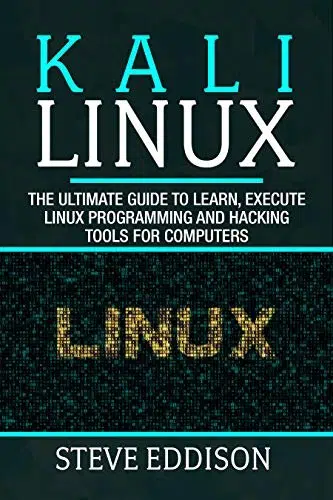 KALI
LINUX
THE ULTIMATE GUIDE TO LEARN, EXECUTE
LINUX PROGRAMMING AND HACKING
TOOLS FOR COMPUTERS
LINUX
STEVE EDDISON